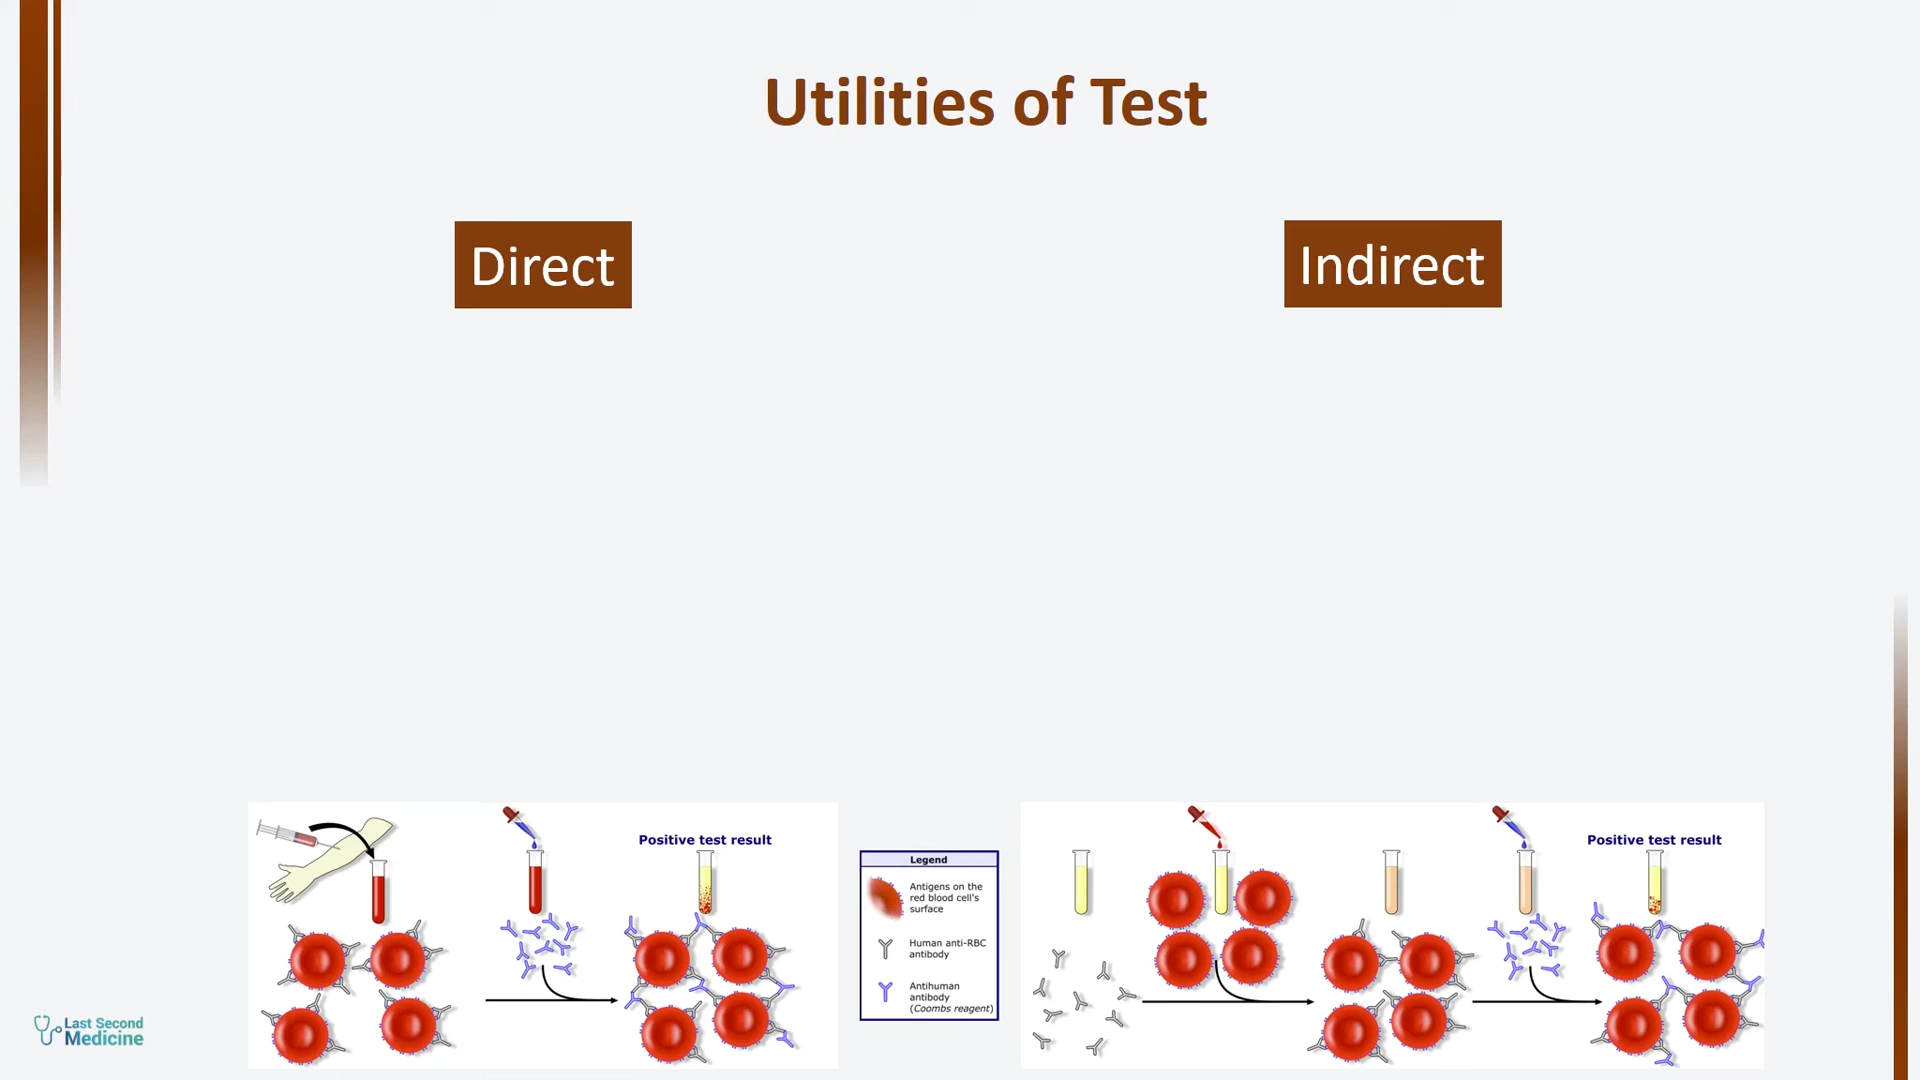 Utilities of Test
Direct
Indirect
Positive test result
Legend
Antigens on the
red blood cell's
surface
Human anti-RBC
antibody
Antihuman
antibody
(Coombs reagent)
Positive test result
Last Second
Medicine